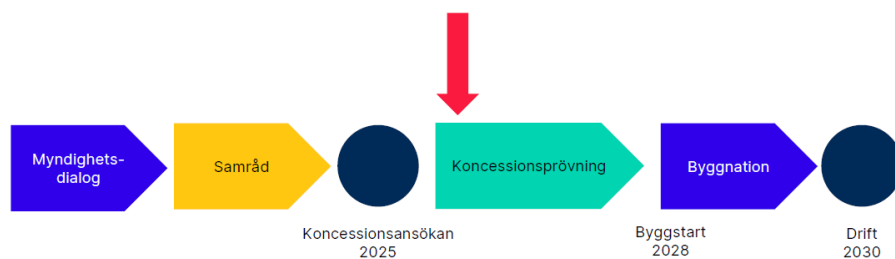 Myndighets-
dialog
Samråd
Koncessionsansökan
2025
Koncessionsprövning
Byggstart
2028
Byggnation
Drift
2030